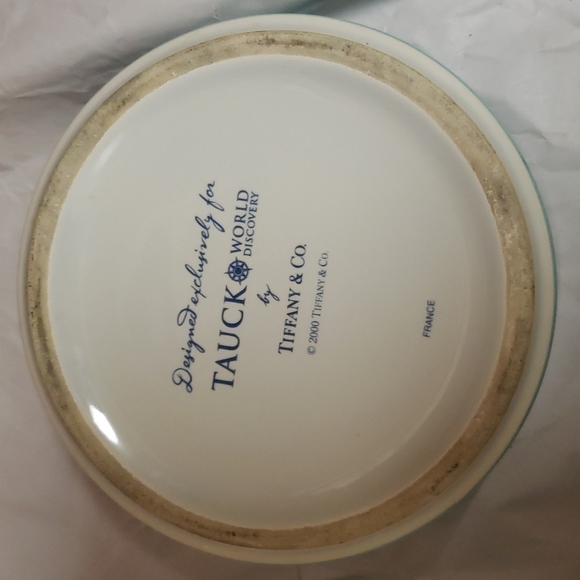 Designed exclusively for
TAUCK WORLD DISCOVERY
by
TIFFANY & CO.
© 2000 TIFFANY & CO.
FRANCE